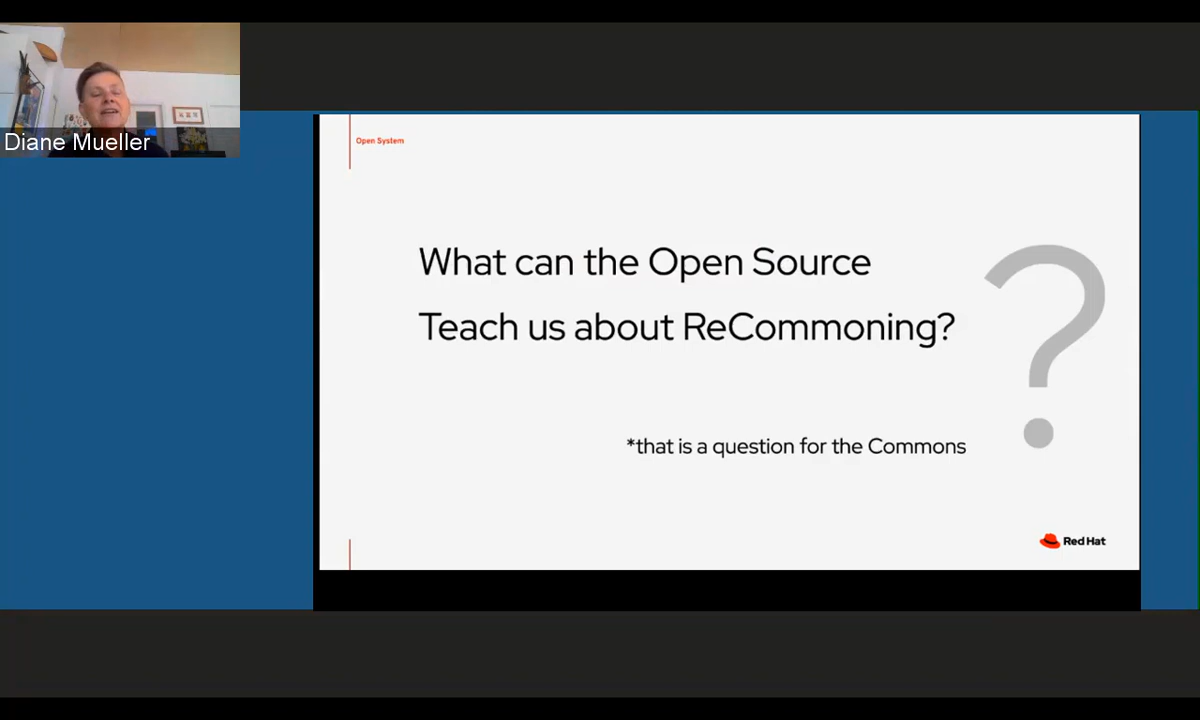 Diane Mueller
Open System
What can the Open Source
Teach us about ReCommoning?
?
*that is a question for the Commons
Red Hat